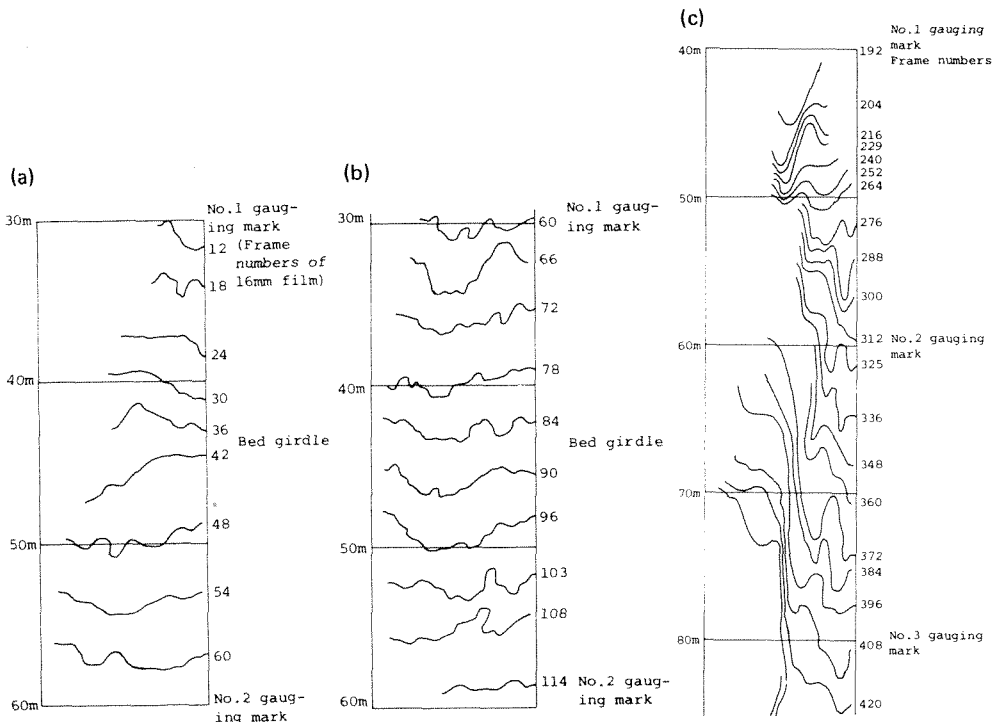 (a)
30m
No.1 gaug-
ing mark
12 (Frame
numbers of
18 16mm film)
24
40m
30
36
Bed girdle
42
48
50m
54
60
60m
No.2 gaug-
ing mark
(b)
30m
60 No.1 gaug-
ing mark
66
72
78
40m
84
Bed girdle
90
96
50m
103
108
114 No.2 gaug-
ing mark
60m
(c)
No.1 gauging
mark
40m
192 Frame numbers
204
216
229
240
252
264
50m
276
288
300
312 No.2 gauging
mark
60m
325
336
348
360
70m
372
384
396
408 No.3 gauging
mark
80m
420